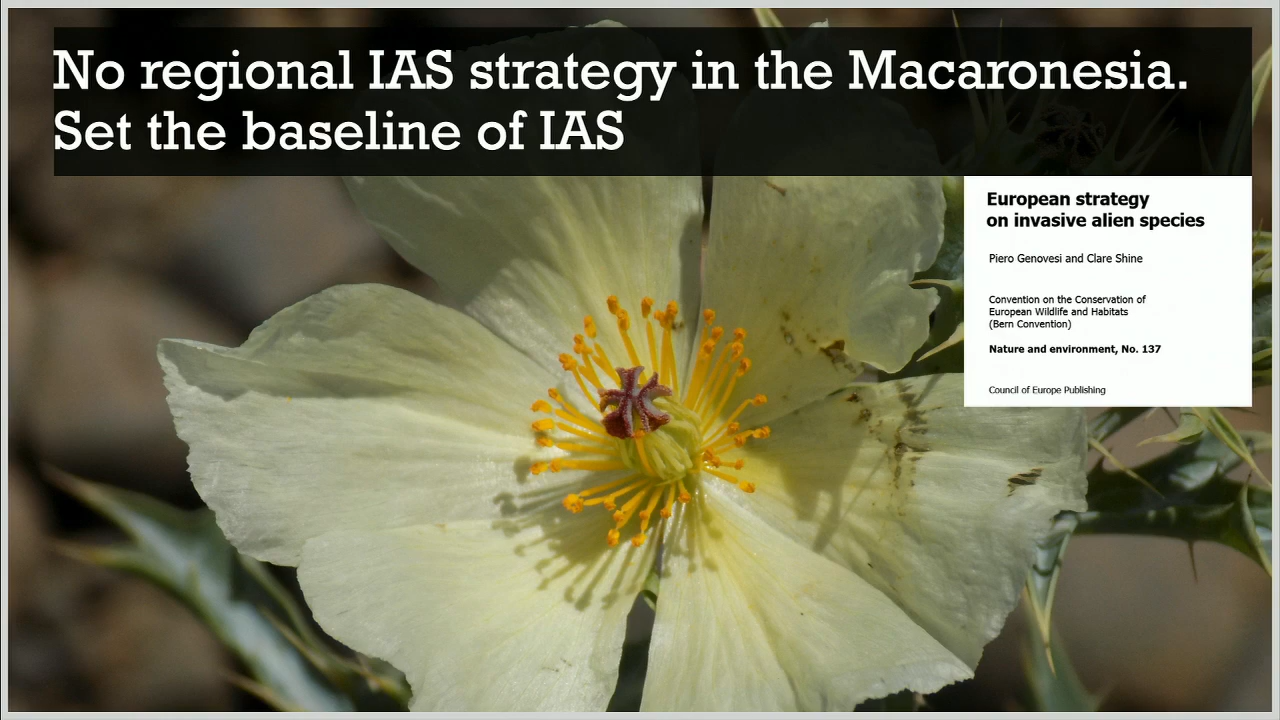 No regional IAS strategy in the Macaronesia.
Set the baseline of IAS
European strategy
on invasive alien species
Piero Genovesi and Clare Shine
Convention on the Conservation of
European Wildlife and Habitats
(Bern Convention)
Nature and environment, No. 137
Council of Europe Publishing